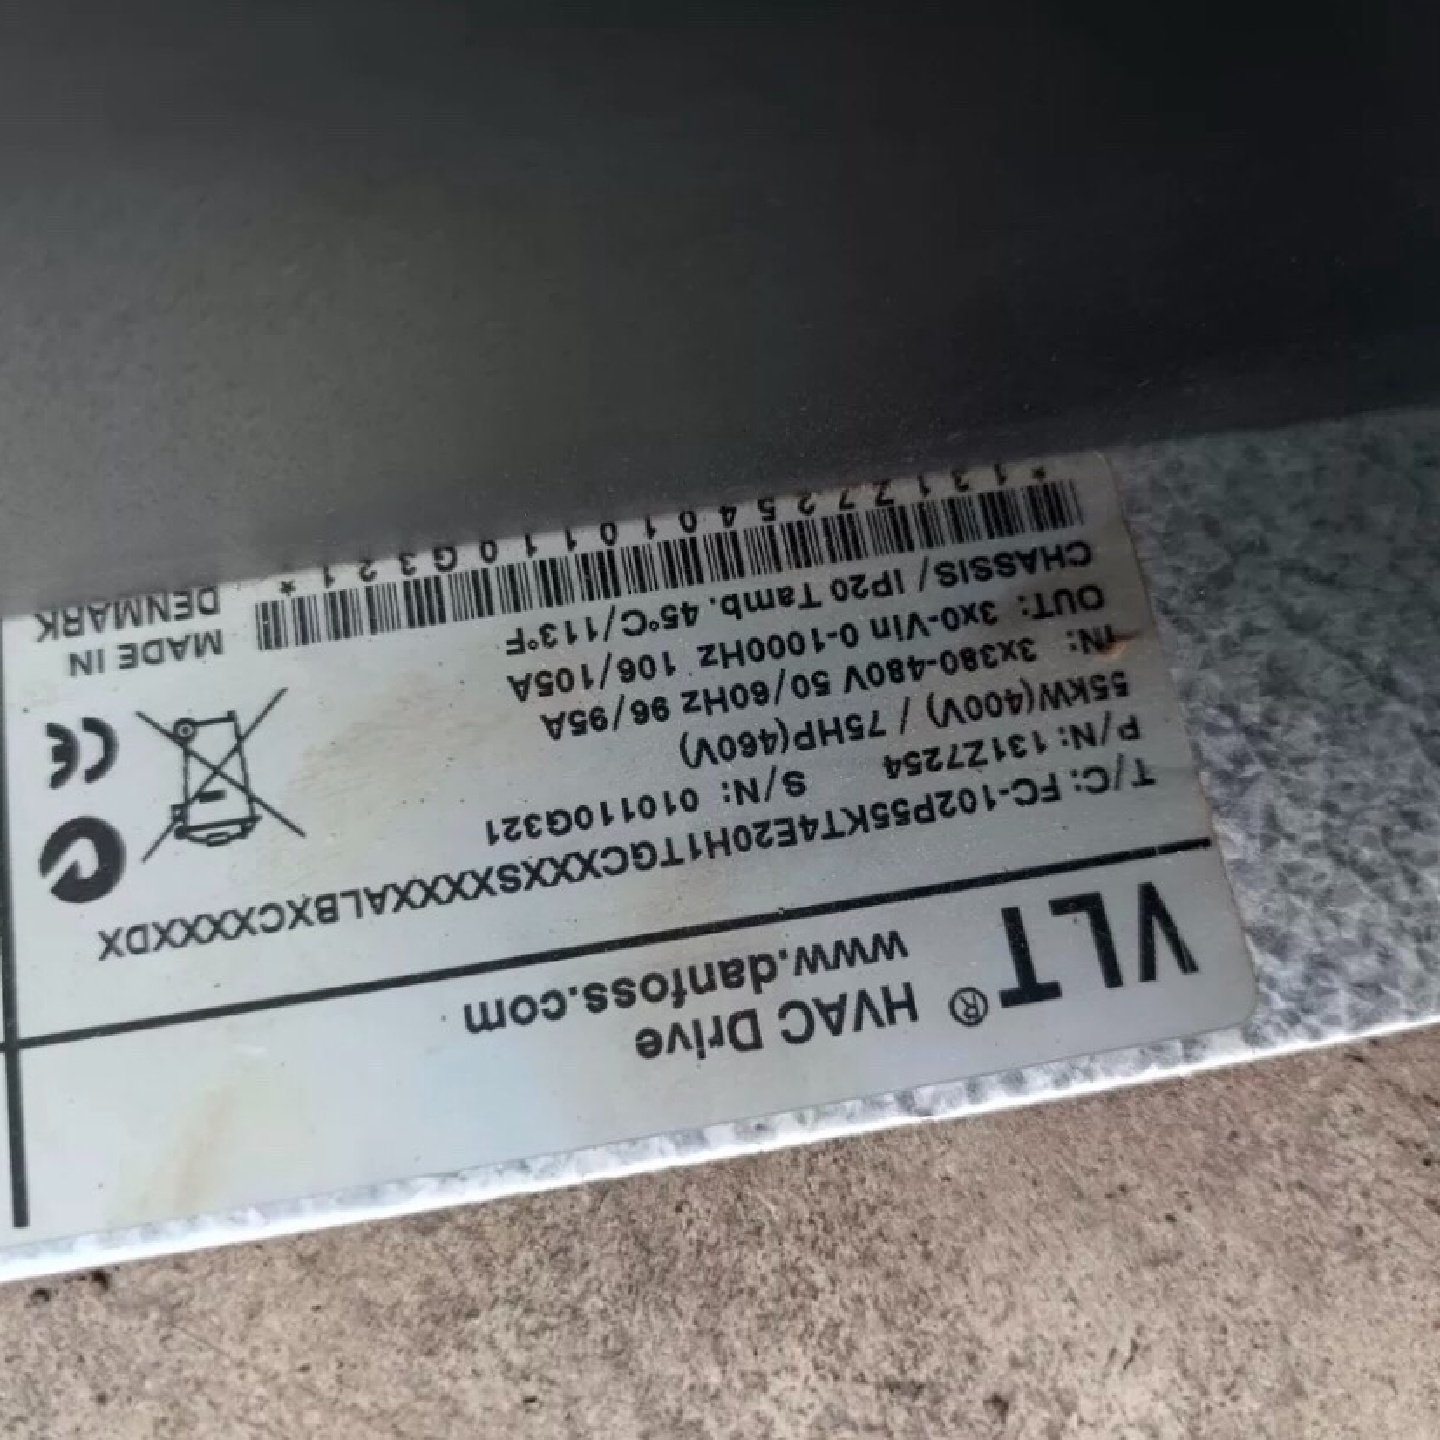 VLT® HVAC Drive
www.danfoss.com
T/C: FC-102P55KT4E20H1TGCXXXSXXXXALBXCXXXXDX
P/N: 131Z7254 S/N: 010110G321
55kW(400V) / 75HP(460V)
IN: 3x380-480V 50/60Hz 96/95A
OUT: 3x0-Vin 0-1000Hz 106/105A
CHASSIS/ IP20 Tamb. 45°C/113°F
*131Z7254010110G321*
MADE IN
DENMARK
CE